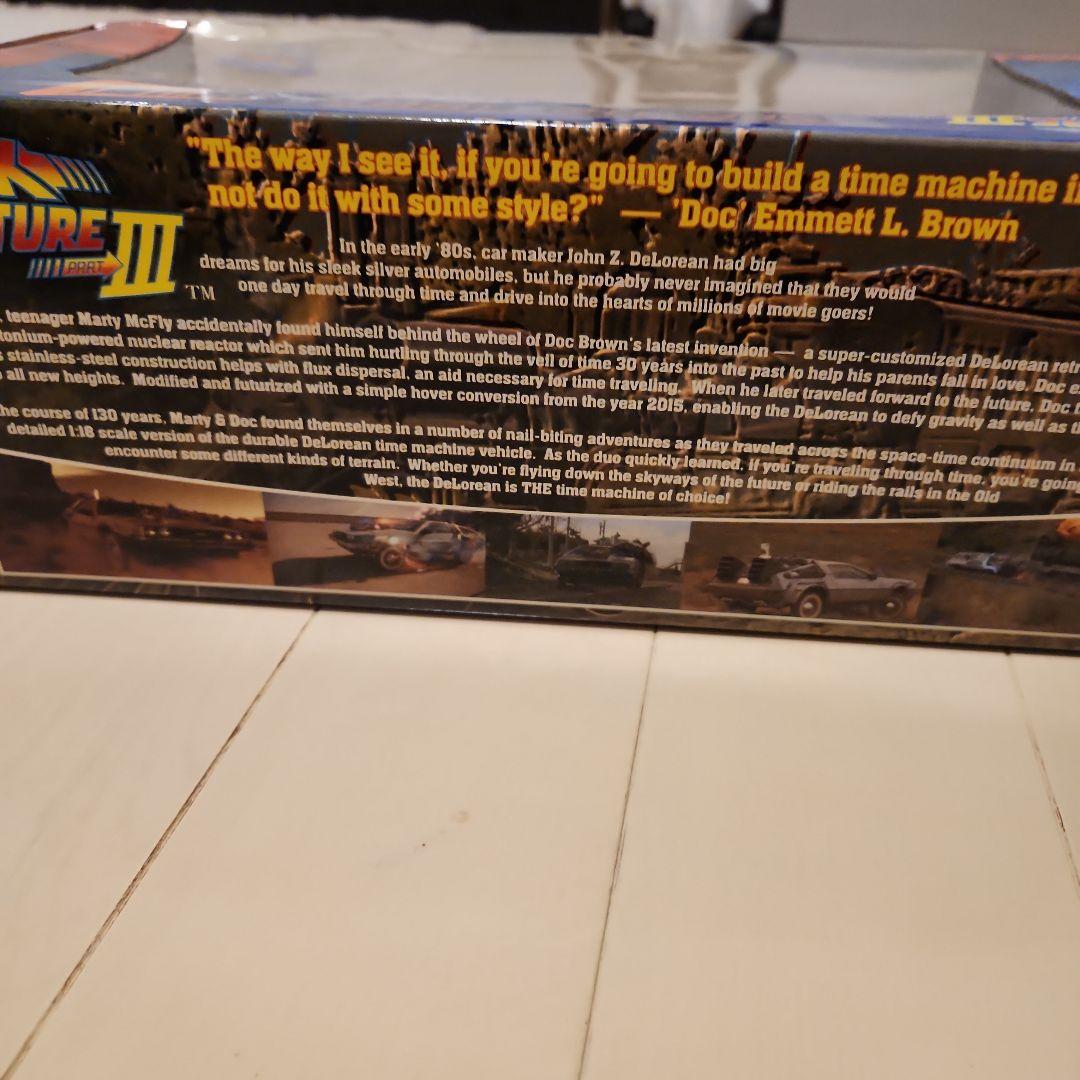 "The way I see it, if you're going to build a time machine
not do it with some style?" — 'Doc' Emmett L. Brown
TURE
PART III
TM
In the early '80s, car maker John Z. DeLorean had big
dreams for his sleek silver automobiles, but he probably never imagined that they would
one day travel through time and drive into the hearts of millions of movie goers!
teenager Marty McFly accidentally found himself behind the wheel of Doc Brown's latest invention — a super-customized DeLorean retr
tonium-powered nuclear reactor which sent him hurtling through the veil of time 30 years into the past to help his parents fall in love. Doc e
stainless-steel construction helps with flux dispersal, an aid necessary for time traveling. When he later traveled forward to the future, Doc
all new heights. Modified and futurized with a simple hover conversion from the year 2015, enabling the DeLorean to defy gravity as well as
he course of 130 years, Marty & Doc found themselves in a number of nail-biting adventures as they traveled across the space-time continuum in
detailed 1:18 scale version of the durable DeLorean time machine vehicle. As the duo quickly learned, if you're traveling through time, you're going
encounter some different kinds of terrain. Whether you're flying down the skyways of the future or riding the rails in the Old
West, the DeLorean is THE time machine of choice!